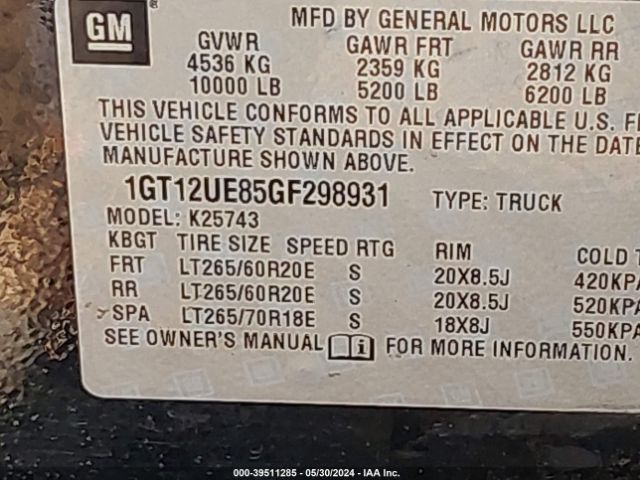 GM
®
MFD BY GENERAL MOTORS LLC
GVWR GAWR FRT GAWR RR
4536 KG 2359 KG 2812 KG
10000 LB 5200 LB 6200 LB
THIS VEHICLE CONFORMS TO ALL APPLICABLE U.S. F
VEHICLE SAFETY STANDARDS IN EFFECT ON THE DATE
MANUFACTURE SHOWN ABOVE.
1GT12UE85GF298931 TYPE: TRUCK
MODEL: K25743
KBGT TIRE SIZE SPEED RTG RIM COLD T
FRT LT265/60R20E S 20X8.5J 420KPA
RR LT265/60R20E S 20X8.5J 520KPA
SPA LT265/70R18E S 18X8J 550KPA
SEE OWNER'S MANUAL i FOR MORE INFORMATION.
000-39511285 - 05/30/2024 - IAA Inc.